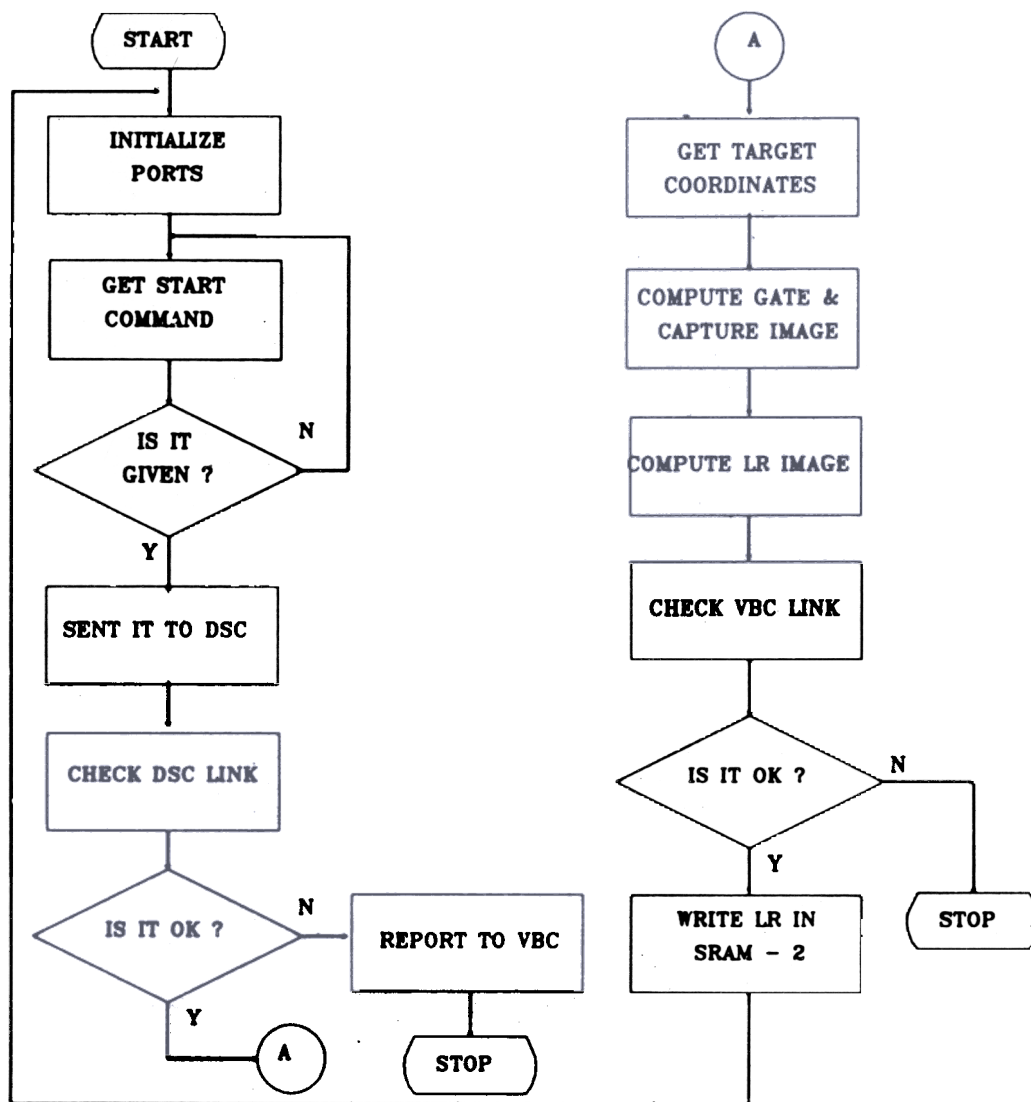 START
INITIALIZE
PORTS
GET START
COMMAND
IS IT
GIVEN ?
N
Y
SENT IT TO DSC
CHECK DSC LINK
IS IT OK ?
N
REPORT TO VBC
Y
A
STOP
A
GET TARGET
COORDINATES
COMPUTE GATE &
CAPTURE IMAGE
COMPUTE LR IMAGE
CHECK VBC LINK
IS IT OK ?
N
Y
WRITE LR IN
SRAM - 2
STOP